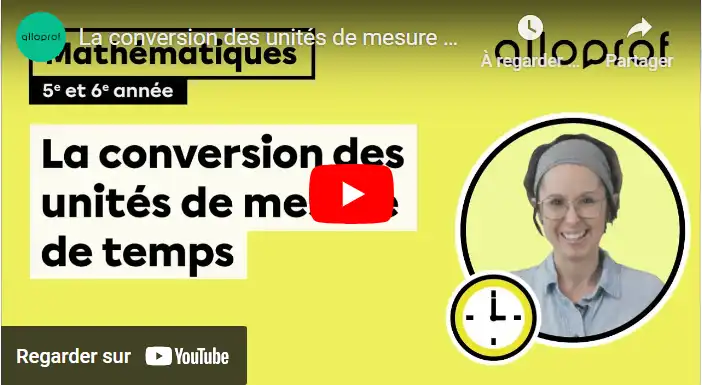 alloprof
La conversion des unités de mesure ...
alloprof
À regarder ...
Partager
Mathématiques
5e et 6e année
La conversion des
unités de mesure
de temps
Regarder sur YouTube